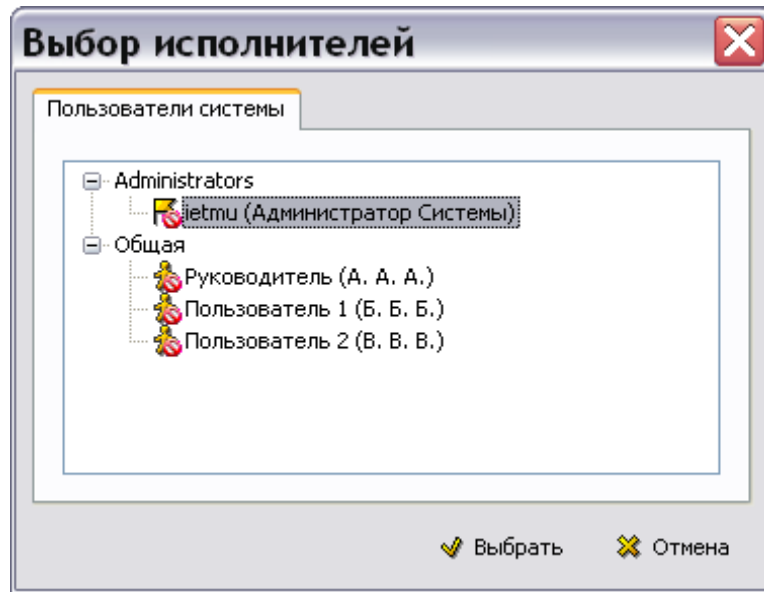 Выбор исполнителей
Пользователи системы
Administrators
ietmu (Администратор Системы)
Общая
Руководитель (А. А. А.)
Пользователь 1 (Б. Б. Б.)
Пользователь 2 (В. В. В.)
Выбрать
Отмена